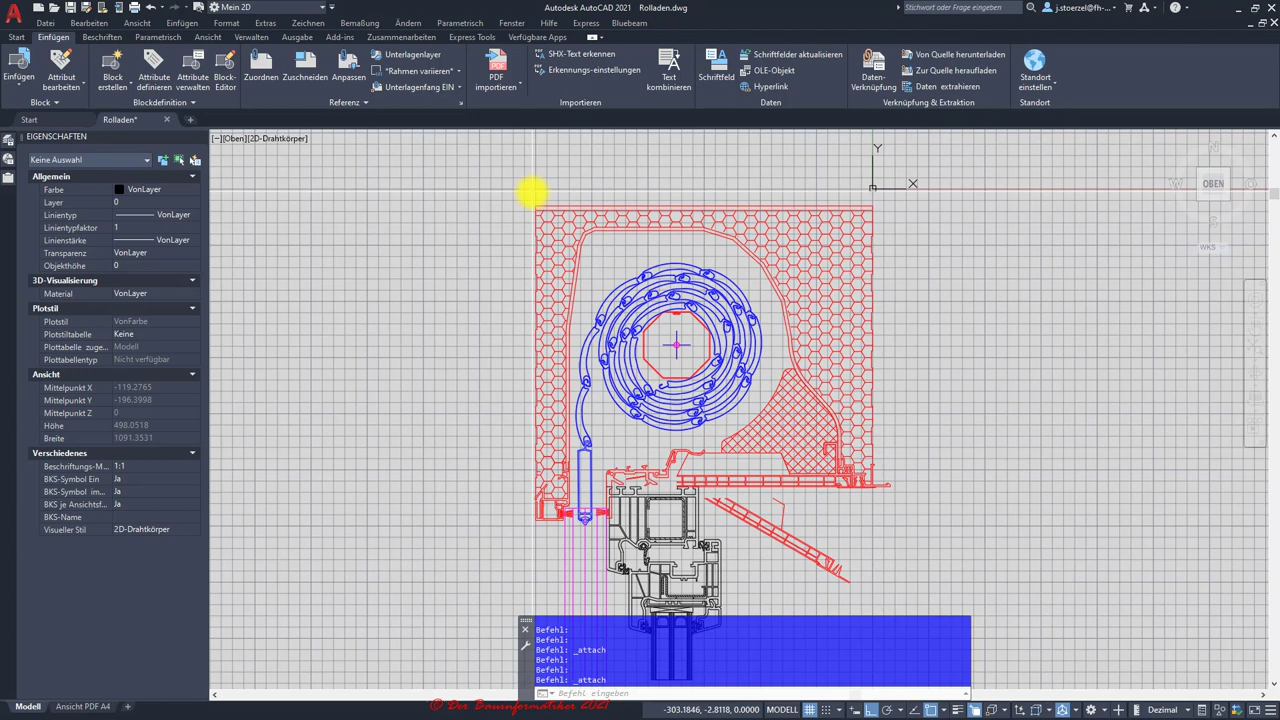 Mein 2D
Autodesk AutoCAD 2021 Rolladen.dwg
Stichwort oder Frage eingeben
j.stoerzel@fh-...
Datei Bearbeiten Ansicht Einfügen Format Extras Zeichnen Bemaßung Ändern Parametrisch Fenster Hilfe Express Bluebeam
Start Einfügen Beschriften Parametrisch Ansicht Verwalten Ausgabe Add-ins Zusammenarbeiten Express Tools Verfügbare Apps
Einfügen
Attribut bearbeiten
Block
Block erstellen
Attribute definieren
Attribute verwalten
Block-Editor
Blockdefinition
Zuordnen
Zuschneiden
Anpassen
Unterlagenlayer
*Rahmen variieren*
Unterlagenfang EIN
Referenz
PDF importieren
SHX-Text erkennen
Erkennungs-einstellungen
Text kombinieren
Importieren
Schriftfeld
Schriftfelder aktualisieren
OLE-Objekt
Hyperlink
Daten
Daten-Verknüpfung
Von Quelle herunterladen
Zur Quelle heraufladen
Daten extrahieren
Verknüpfung & Extraktion
Standort einstellen
Standort
Start
Rolladen*
EIGENSCHAFTEN
Keine Auswahl
Allgemein
Farbe VonLayer
Layer 0
Linientyp VonLayer
Linientypfaktor 1
Linienstärke VonLayer
Transparenz VonLayer
Objekthöhe 0
3D-Visualisierung
Material VonLayer
Plotstil
Plotstil VonFarbe
Plotstiltabelle Keine
Plottabelle zuge... Modell
Plottabellentyp Nicht verfügbar
Ansicht
Mittelpunkt X -119.2765
Mittelpunkt Y -196.3998
Mittelpunkt Z 0
Höhe 498.0518
Breite 1091.3531
Verschiedenes
Beschriftungs-M... 1:1
BKS-Symbol Ein Ja
BKS-Symbol im... Ja
BKS je Ansichtsf... Ja
BKS-Name
Visueller Stil 2D-Drahtkörper
[−][Oben][2D-Drahtkörper]
Y
X
N
W OBEN O
S
WKS
Befehl:
Befehl:
Befehl: _attach
Befehl:
Befehl:
Befehl: _attach
Befehl eingeben
Modell
Ansicht PDF A4
© Der Bauinformatiker 2021
-303.1846, -2.8118, 0.0000 MODELL
1:1
Dezimal